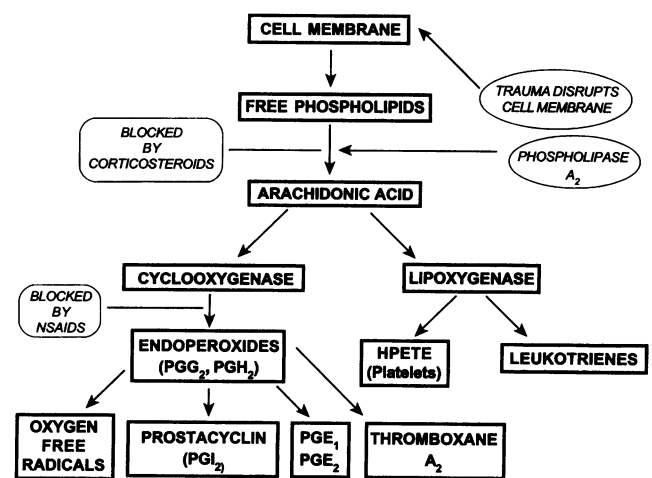 CELL MEMBRANE
TRAUMA DISRUPTS
CELL MEMBRANE
FREE PHOSPHOLIPIDS
BLOCKED
BY
CORTICOSTEROIDS
PHOSPHOLIPASE
A2
ARACHIDONIC ACID
CYCLOOXYGENASE
LIPOXYGENASE
BLOCKED
BY
NSAIDS
ENDOPEROXIDES
(PGG2, PGH2)
HPETE
(Platelets)
LEUKOTRIENES
OXYGEN
FREE
RADICALS
PROSTACYCLIN
(PGI2)
PGE1
PGE2
THROMBOXANE
A2